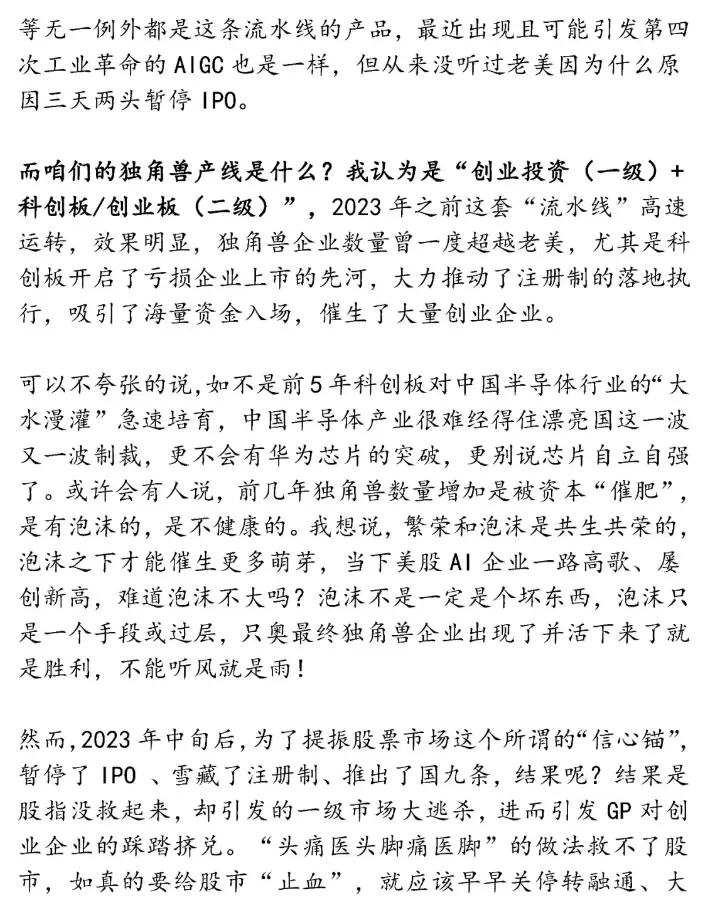 等无一例外都是这条流水线的产品，最近出现且可能引发第四
次工业革命的 AIGC 也是一样，但从来没听过老美因为什么原
因三天两头暂停 IPO。
而咱们的独角兽产线是什么？我认为是“创业投资（一级）+
科创板/创业板（二级）”，2023 年之前这套“流水线”高速
运转，效果明显，独角兽企业数量曾一度超越老美，尤其是科
创板开启了亏损企业上市的先河，大力推动了注册制的落地执
行，吸引了海量资金入场，催生了大量创业企业。
可以不夸张的说，如不是前 5 年科创板对中国半导体行业的“大
水漫灌”急速培育，中国半导体产业很难经得住漂亮国这一波
又一波制裁，更不会有华为芯片的突破，更别说芯片自立自强
了。或许会有人说，前几年独角兽数量增加是被资本“催肥”，
是有泡沫的，是不健康的。我想说，繁荣和泡沫是共生共荣的，
泡沫之下才能催生更多萌芽，当下美股 AI 企业一路高歌、屡
创新高，难道泡沫不大吗？泡沫不是一定是个坏东西，泡沫只
是一个手段或过层，只奥最终独角兽企业出现了并活下来了就
是胜利，不能听风就是雨！
然而，2023 年中旬后，为了提振股票市场这个所谓的“信心锚”，
暂停了 IPO 、雪藏了注册制、推出了国九条，结果呢？结果是
股指没救起来，却引发的一级市场大逃杀，进而引发 GP 对创
业企业的踩踏挤兑。“头痛医头脚痛医脚”的做法救不了股
市，如真的要给股市“止血”，就应该早早关停转融通、大